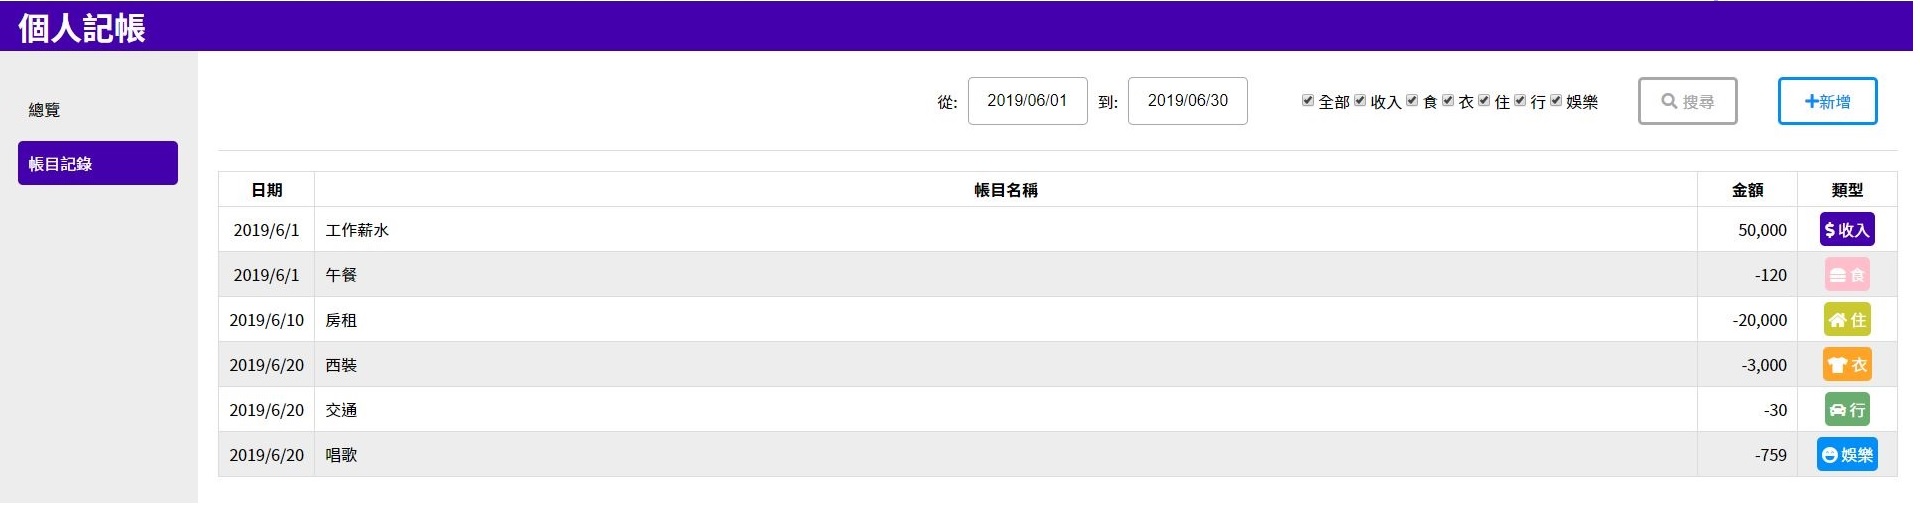 個人記帳
總覽
帳目記錄
從: 2019/06/01 到: 2019/06/30 全部 收入 食 衣 住 行 娛樂 搜尋 +新增
日期 帳目名稱 金額 類型
2019/6/1 工作薪水 50,000 $ 收入
2019/6/1 午餐 -120 食
2019/6/10 房租 -20,000 住
2019/6/20 西裝 -3,000 衣
2019/6/20 交通 -30 行
2019/6/20 唱歌 -759 娛樂